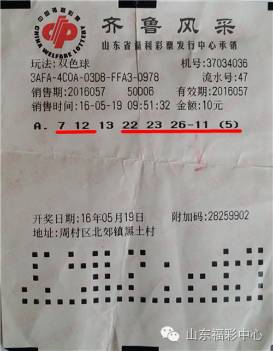 中国福利彩票
CHINA WELFARE LOTTERY
齐鲁风采
山东省福利彩票发行中心承销
玩法:双色球 机号:37034036
3AFA-4C0A-03D8-FFA3-0978 流水号:47
销售期:2016057 50D06 有效期:2016057
销售时间:16-05-19 09:51:32 金额:10元
A. 7 12 13 22 23 26-11 (5)
开奖日期:16年05月19日 附加码:28259902
地址:周村区北郊镇黑土村
山东福彩中心